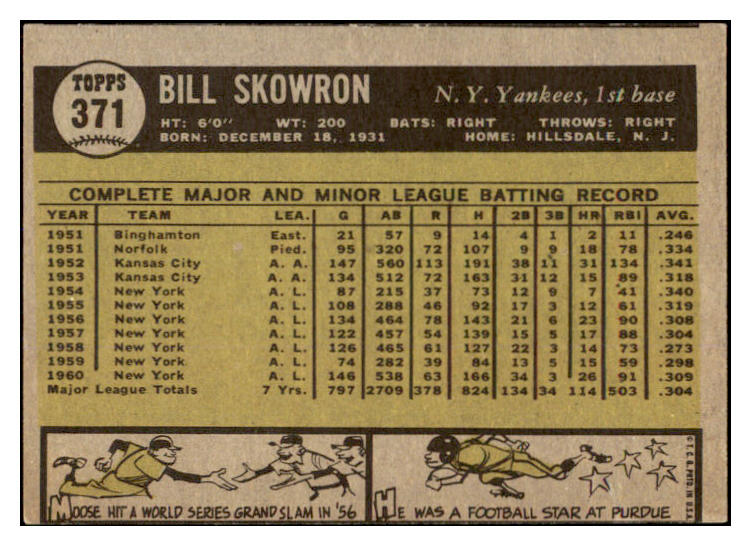 TOPPS
371
BILL SKOWRON
N. Y. Yankees, 1st base
HT: 6'0" WT: 200 BATS: RIGHT THROWS: RIGHT
BORN: DECEMBER 18, 1931 HOME: HILLSDALE, N. J.
COMPLETE MAJOR AND MINOR LEAGUE BATTING RECORD
YEAR TEAM LEA. G AB R H 2B 3B HR RBI AVG.
1951 Binghamton East. 21 57 9 14 4 1 2 11 .246
1951 Norfolk Pied. 95 320 72 107 9 9 18 78 .334
1952 Kansas City A. A. 147 560 113 191 38 11 31 134 .341
1953 Kansas City A. A. 134 512 72 163 31 12 15 89 .318
1954 New York A. L. 87 215 37 73 12 9 7 41 .340
1955 New York A. L. 108 288 46 92 17 3 12 61 .319
1956 New York A. L. 134 464 78 143 21 6 23 90 .308
1957 New York A. L. 122 457 54 139 15 5 17 88 .304
1958 New York A. L. 126 465 61 127 22 3 14 73 .273
1959 New York A. L. 74 282 39 84 13 5 15 59 .298
1960 New York A. L. 146 538 63 166 34 3 26 91 .309
Major League Totals 7 Yrs. 797 2709 378 824 134 34 114 503 .304
MOOSE HIT A WORLD SERIES GRAND SLAM IN '56
HE WAS A FOOTBALL STAR AT PURDUE
© T. C. G. PRTD. IN U.S.A.